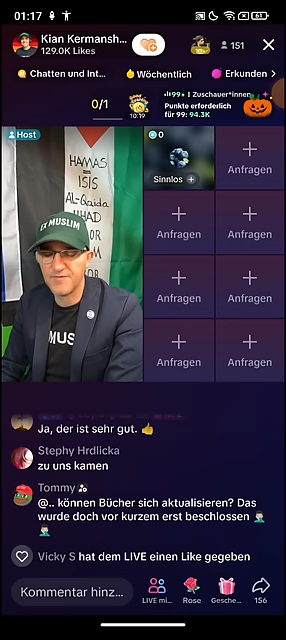 01:17
61
Kian Kermansh...
129.0K Likes
151
Chatten und Int...
Wöchentlich
Erkunden
0/1
10:19
99+ | Zuschauer*innen
Punkte erforderlich
für 99: 94.3K
Host
0
HAMAS
=
ISIS
Al-Qaida
EX MUSLIM
MUS
Sinnlos +
Anfragen
Anfragen
Anfragen
Anfragen
Anfragen
Anfragen
Anfragen
Ja, der ist sehr gut. 👍
Stephy Hrdlicka
zu uns kamen
Tommy
@.. können Bücher sich aktualisieren? Das
wurde doch vor kurzem erst beschlossen 🤦🏻‍♂️
🤦🏻‍♂️
Vicky S hat dem LIVE einen Like gegeben
Kommentar hinz...
LIVE mi...
Rose
Gesche...
156